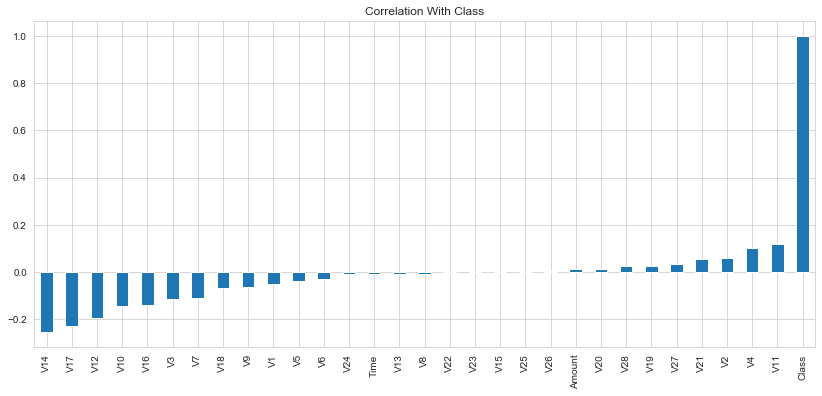 Correlation With Class
1.0
0.8
0.6
0.4
0.2
0.0
−0.2
V14
V17
V12
V10
V16
V3
V7
V18
V9
V1
V5
V6
V24
Time
V13
V8
V22
V23
V15
V25
V26
Amount
V20
V28
V19
V27
V21
V2
V4
V11
Class